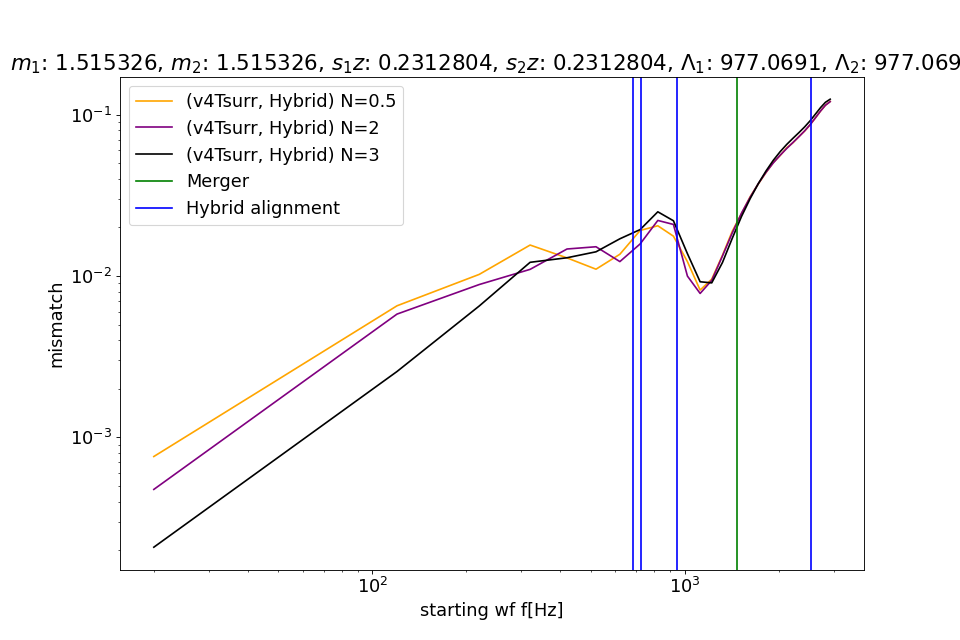 m₁: 1.515326, m₂: 1.515326, s₁z: 0.2312804, s₂z: 0.2312804, Λ₁: 977.0691, Λ₂: 977.069
10⁻¹
(v4Tsurr, Hybrid) N=0.5
(v4Tsurr, Hybrid) N=2
(v4Tsurr, Hybrid) N=3
Merger
Hybrid alignment
10⁻²
mismatch
10⁻³
10² 10³
starting wf f[Hz]